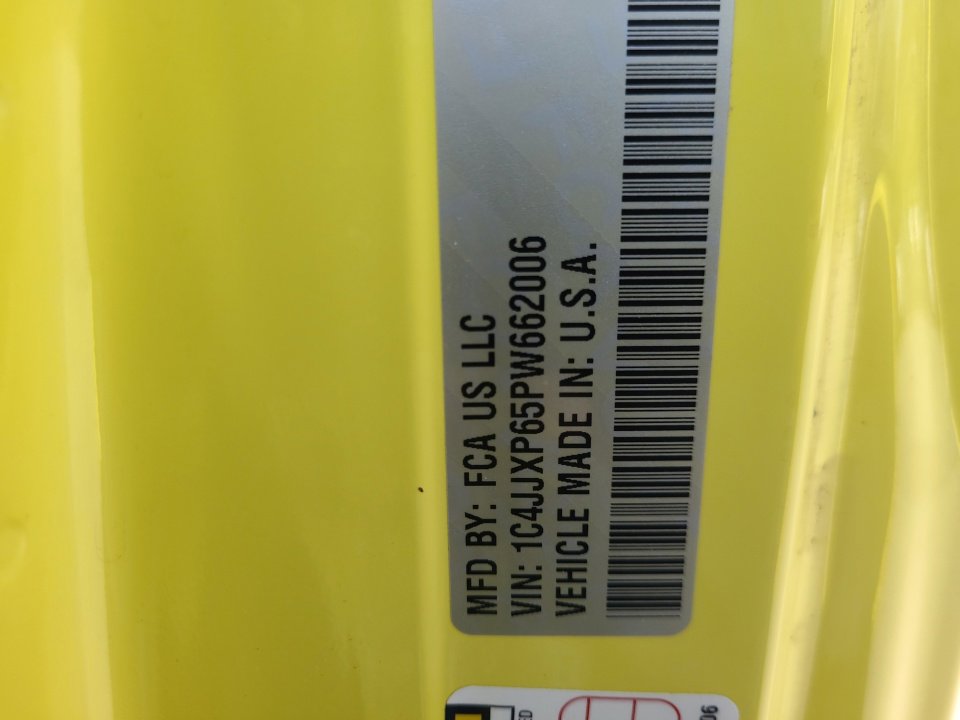 MFD BY: FCA US LLC
VIN: 1C4JJXP65PW662006
VEHICLE MADE IN: U.S.A.